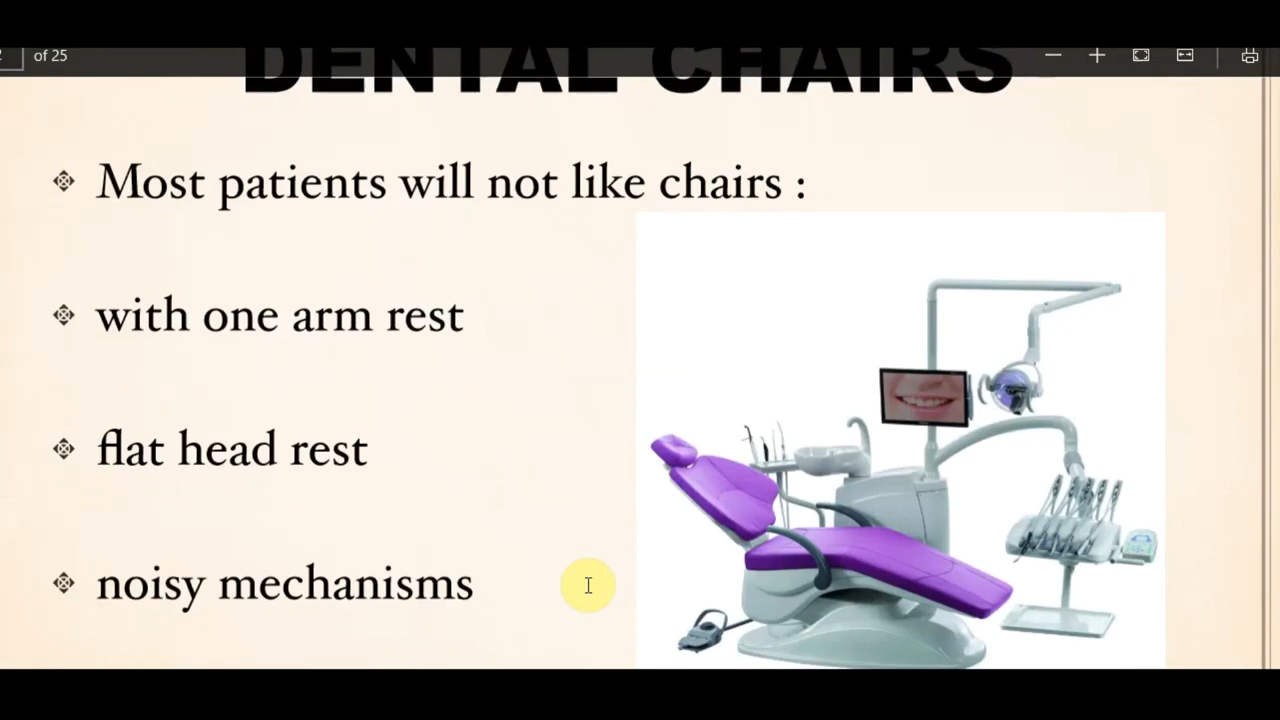 of 25
DENTAL CHAIRS
Most patients will not like chairs :
with one arm rest
flat head rest
noisy mechanisms